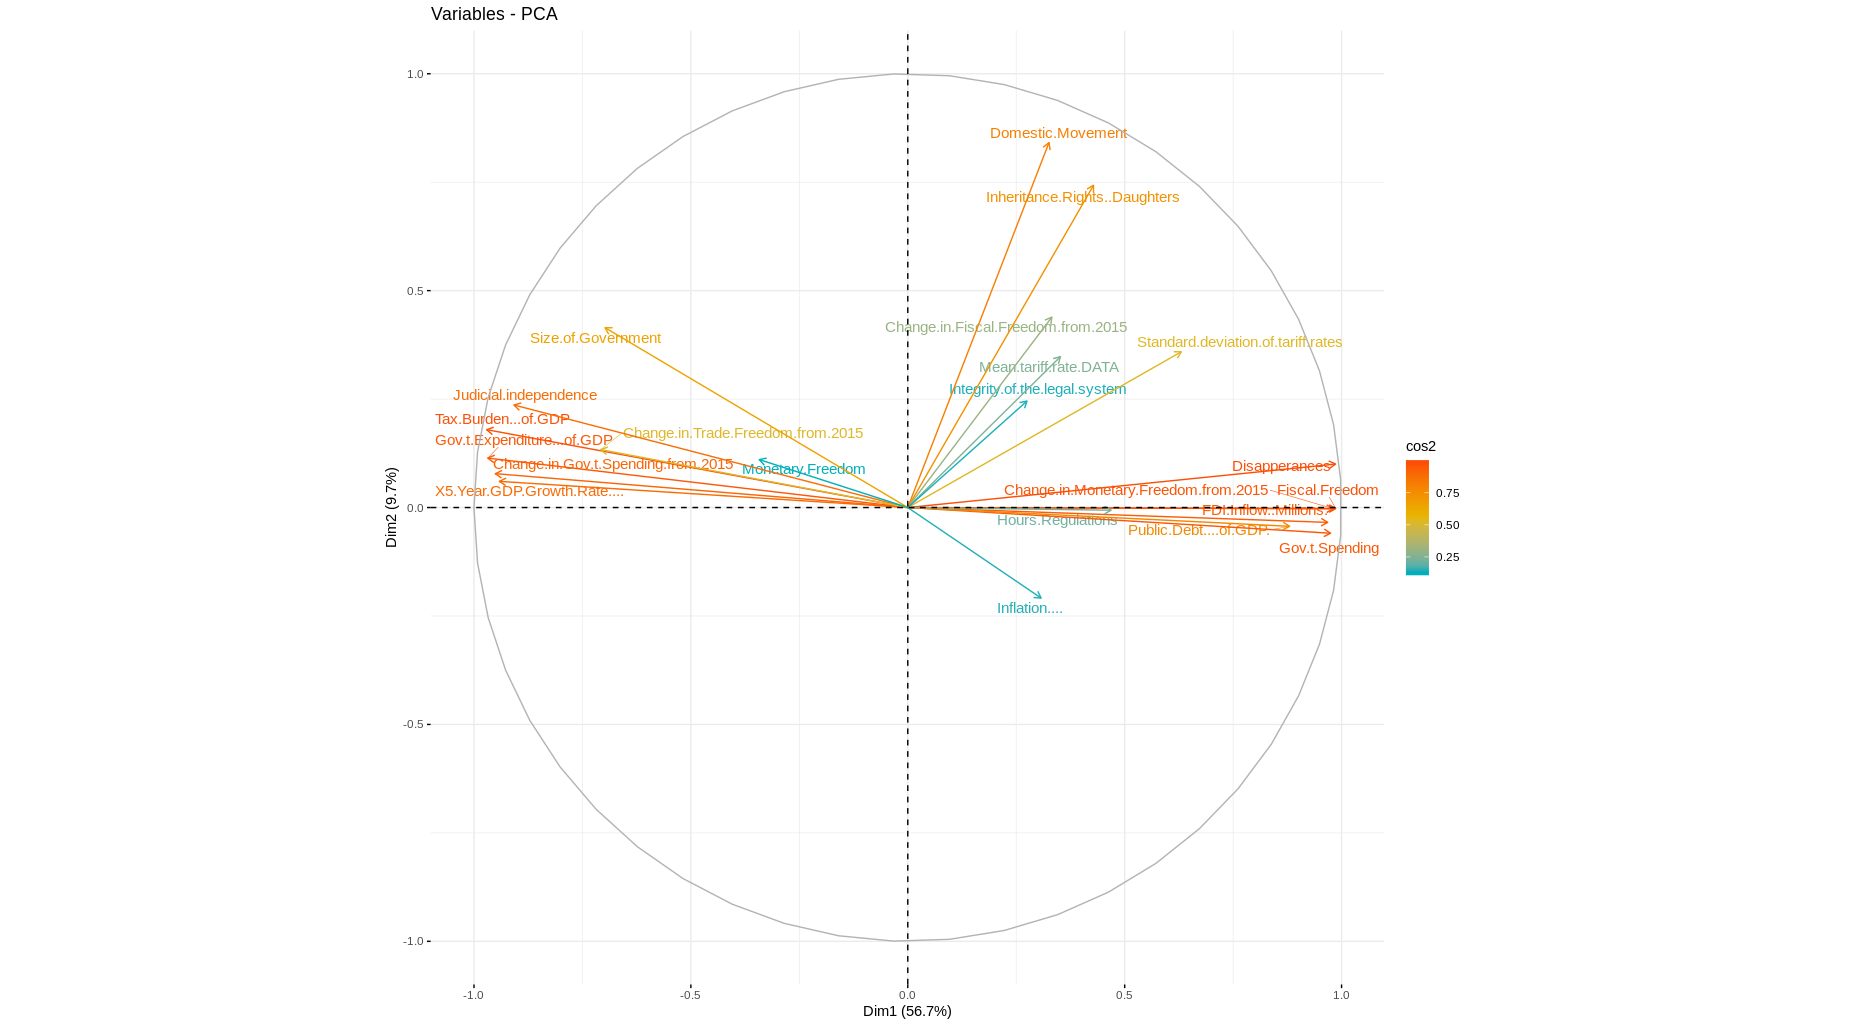 Variables - PCA
1.0
Domestic.Movement
Inheritance.Rights..Daughters
0.5
Change.in.Fiscal.Freedom.from.2015
Size.of.Government
Standard.deviation.of.tariff.rates
Mean.tariff.rate.DATA
Integrity.of.the.legal.system
Judicial.independence
Tax.Burden...of.GDP
Change.in.Trade.Freedom.from.2015
Gov.t.Expenditure...of.GDP
Change.in.Gov.t.Spending.from.2015
Monetary.Freedom
Disapperances
X5.Year.GDP.Growth.Rate....
Change.in.Monetary.Freedom.from.2015
Fiscal.Freedom
0.0
FDI.Inflow..Millions.
Hours.Regulations
Public.Debt....of.GDP.
Gov.t.Spending
Inflation....
-0.5
-1.0
Dim2 (9.7%)
-1.0
-0.5
0.0
0.5
1.0
Dim1 (56.7%)
cos2
0.75
0.50
0.25